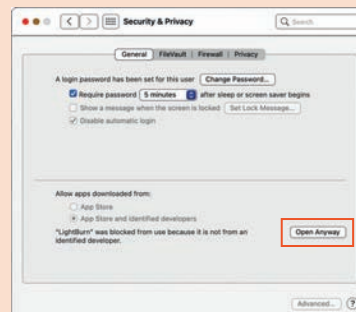 Security & Privacy
Search
General FileVault Firewall Privacy
A login password has been set for this user Change Password...
Require password 5 minutes after sleep or screen saver begins
Show a message when the screen is locked Set Lock Message...
Disable automatic login
Allow apps downloaded from:
App Store
App Store and identified developers
"LightBurn" was blocked from use because it is not from an Open Anyway
identified developer.
Advanced... ?